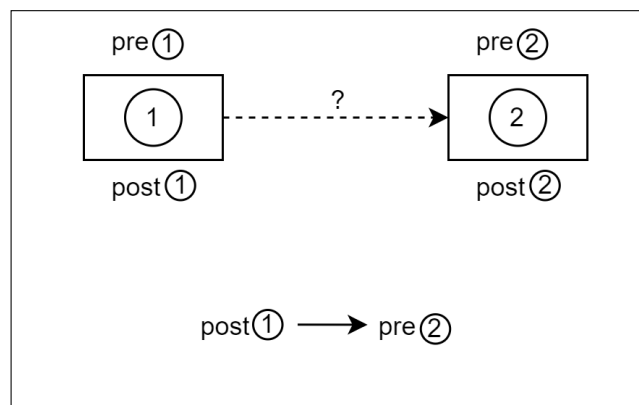 pre① pre②
?
① ②
post① post②
post① pre②